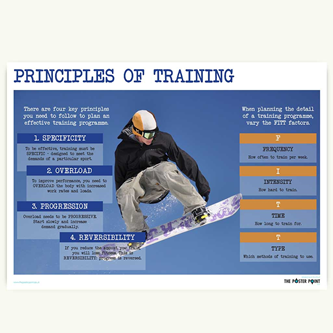 PRINCIPLES OF TRAINING
There are four key principles
you need to follow to plan an
effective training programme.
1. SPECIFICITY
To be effective, training must be
SPECIFIC - designed to meet the
demands of a particular sport
2. OVERLOAD
To improve performance, you need to
OVERLOAD the body with increased
work rates and loads
3. PROGRESSION
Overload needs to be PROGRESSIVE.
Start slowly and increase
demand gradually.
4. REVERSIBILITY
If you reduce the amount you train
you will lose fitness. This is
REVERSIBILITY: progress is reversed.
When planning the detail
of a training programme,
vary the FITT factors.
F
FREQUENCY
How often to train per week.
I
INTENSITY
How hard to train.
T
TIME
How long to train for.
T
TYPE
Which methods of training to use.
THE POSTER POINT